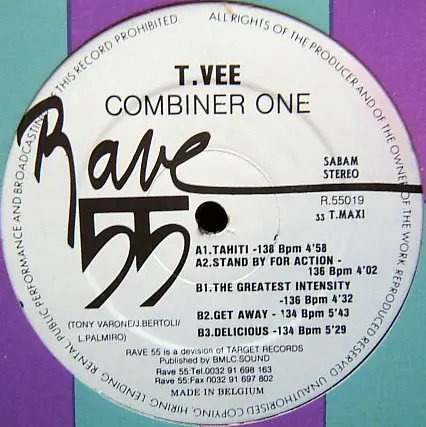 ALL RIGHTS OF THE PRODUCER AND OF THE OWNER OF THE WORK REPRODUCED RESERVED UNAUTHORISED COPYING, HIRING, LENDING, RENTAL PUBLIC PERFORMANCE AND BROADCASTING OF THIS RECORD PROHIBITED
T.VEE
COMBINER ONE
Rave
55
SABAM
STEREO
R.55019
33 T.MAXI
A1.TAHITI -138 Bpm 4'58
A2.STAND BY FOR ACTION -
136 Bpm 4'02
B1.THE GREATEST INTENSITY
-136 Bpm 4'32
B2.GET AWAY - 134 Bpm 5'43
B3.DELICIOUS -134 Bpm 5'29
(TONY VARONE/J.BERTOLI/
L.PALMIRO)
RAVE 55 is a devision of TARGET RECORDS
Published by BMLC.SOUND
Rave 55:Tel.0032 91 698 163
Rave 55:Fax 0032 91 697 802
MADE IN BELGIUM